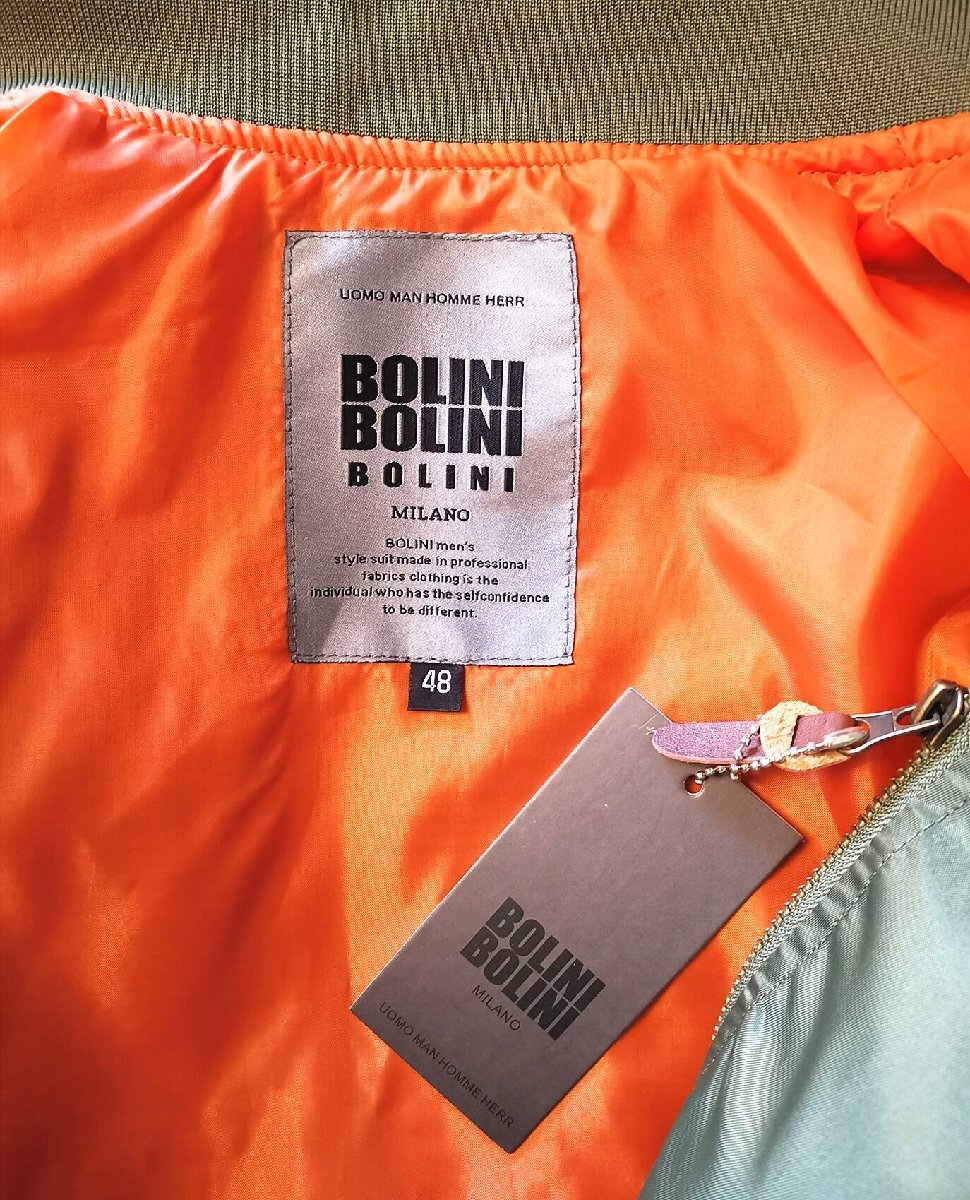 UOMO MAN HOMME HERR
BOLINI
BOLINI
BOLINI
MILANO
BOLINI men's
style suit made in professional
fabrics clothing is the
individual who has the selfcontidence
to be different.
48
BOLINI
BOLINI
MILANO
UOMO MAN HOMME HERR